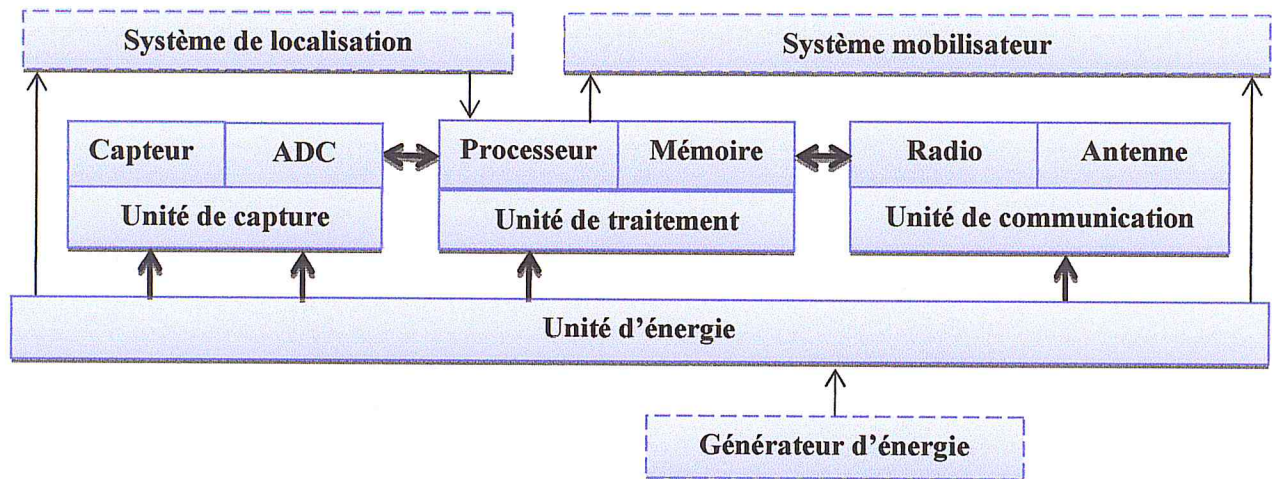 Système de localisation
Système mobilisateur
Capteur
ADC
Processeur
Mémoire
Radio
Antenne
Unité de capture
Unité de traitement
Unité de communication
Unité d'énergie
Générateur d'énergie